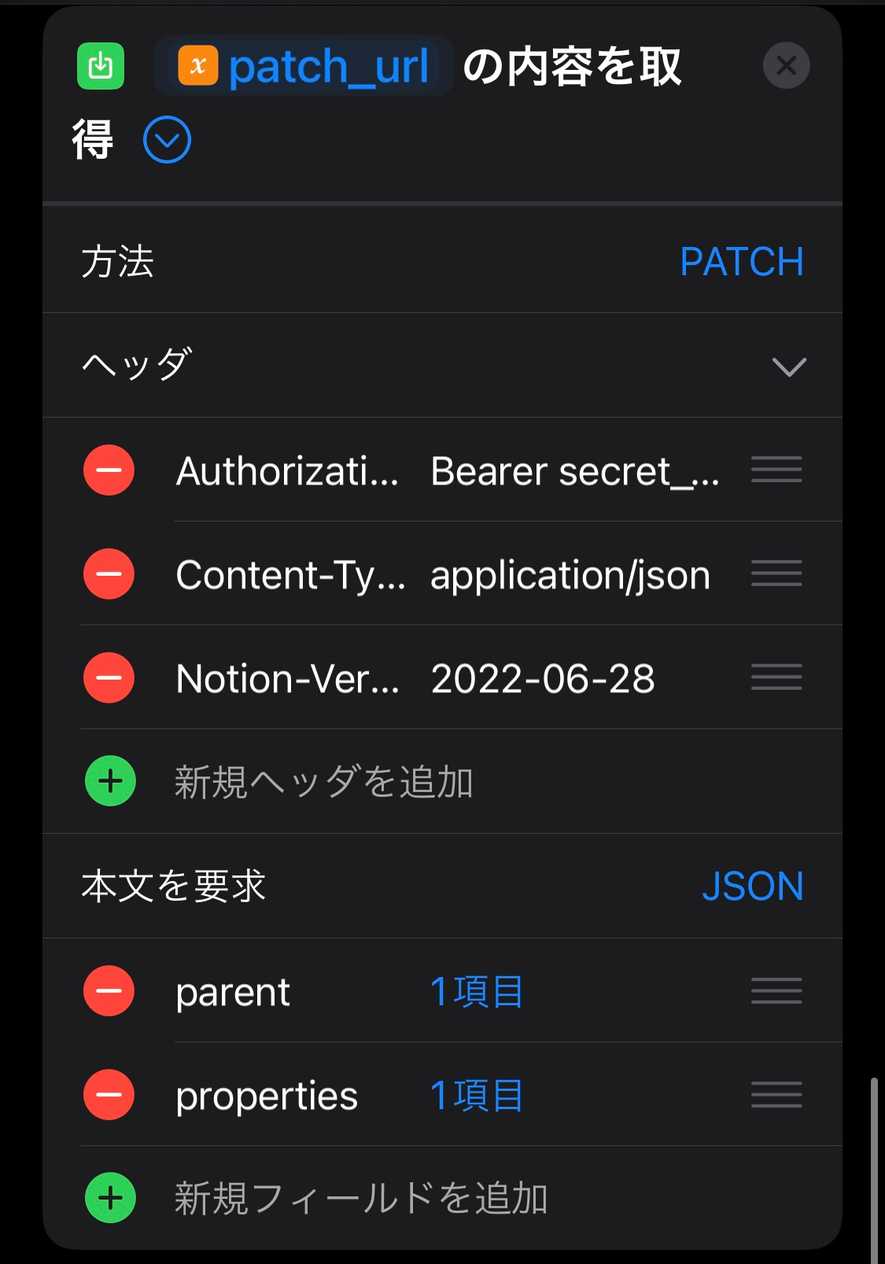 patch_url の内容を取
得
方法 PATCH
ヘッダ
Authorizati... Bearer secret_...
Content-Ty... application/json
Notion-Ver... 2022-06-28
新規ヘッダを追加
本文を要求 JSON
parent 1項目
properties 1項目
新規フィールドを追加